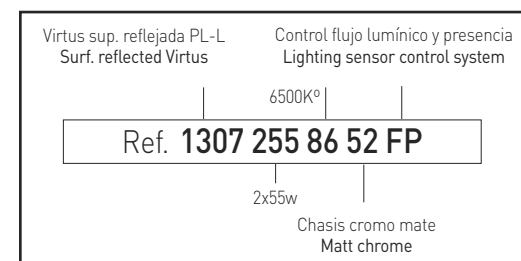 Virtus sup. reflejada PL-L
Surf. reflected Virtus
Control flujo lumínico y presencia
Lighting sensor control system
6500Kº
Ref. 1307 255 86 52 FP
2x55w
Chasis cromo mate
Matt chrome